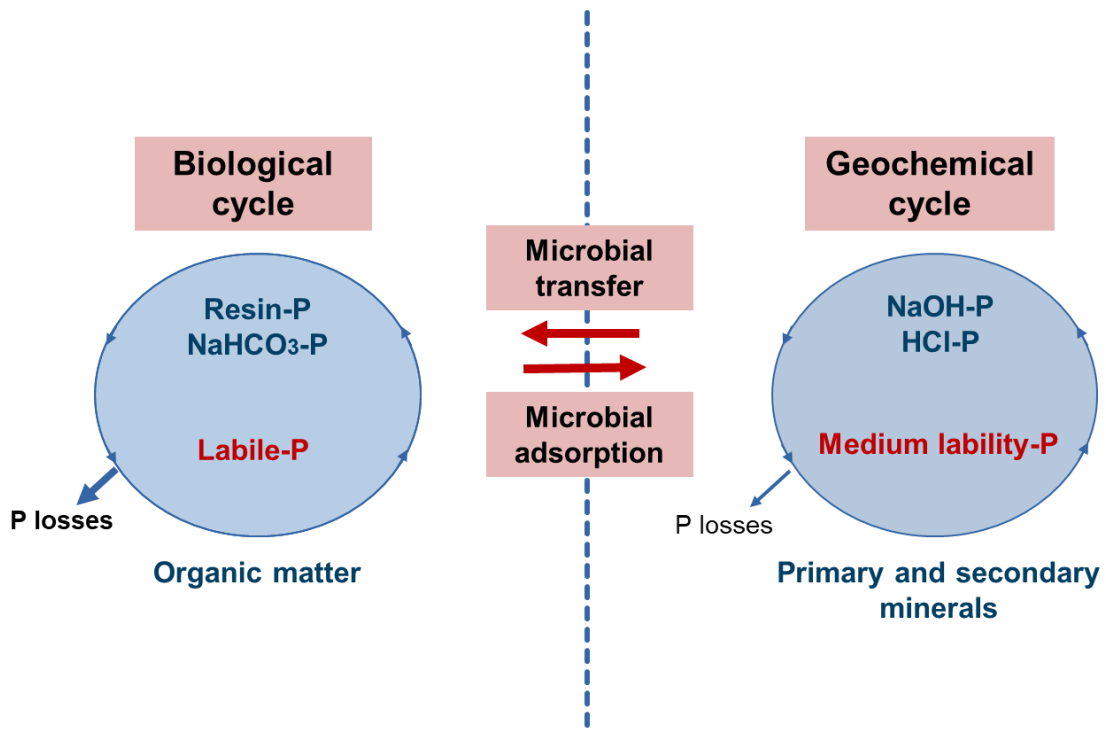 Biological
cycle
Resin-P
NaHCO₃-P
Labile-P
P losses
Organic matter
Microbial
transfer
Microbial
adsorption
Geochemical
cycle
NaOH-P
HCl-P
Medium lability-P
P losses
Primary and secondary
minerals